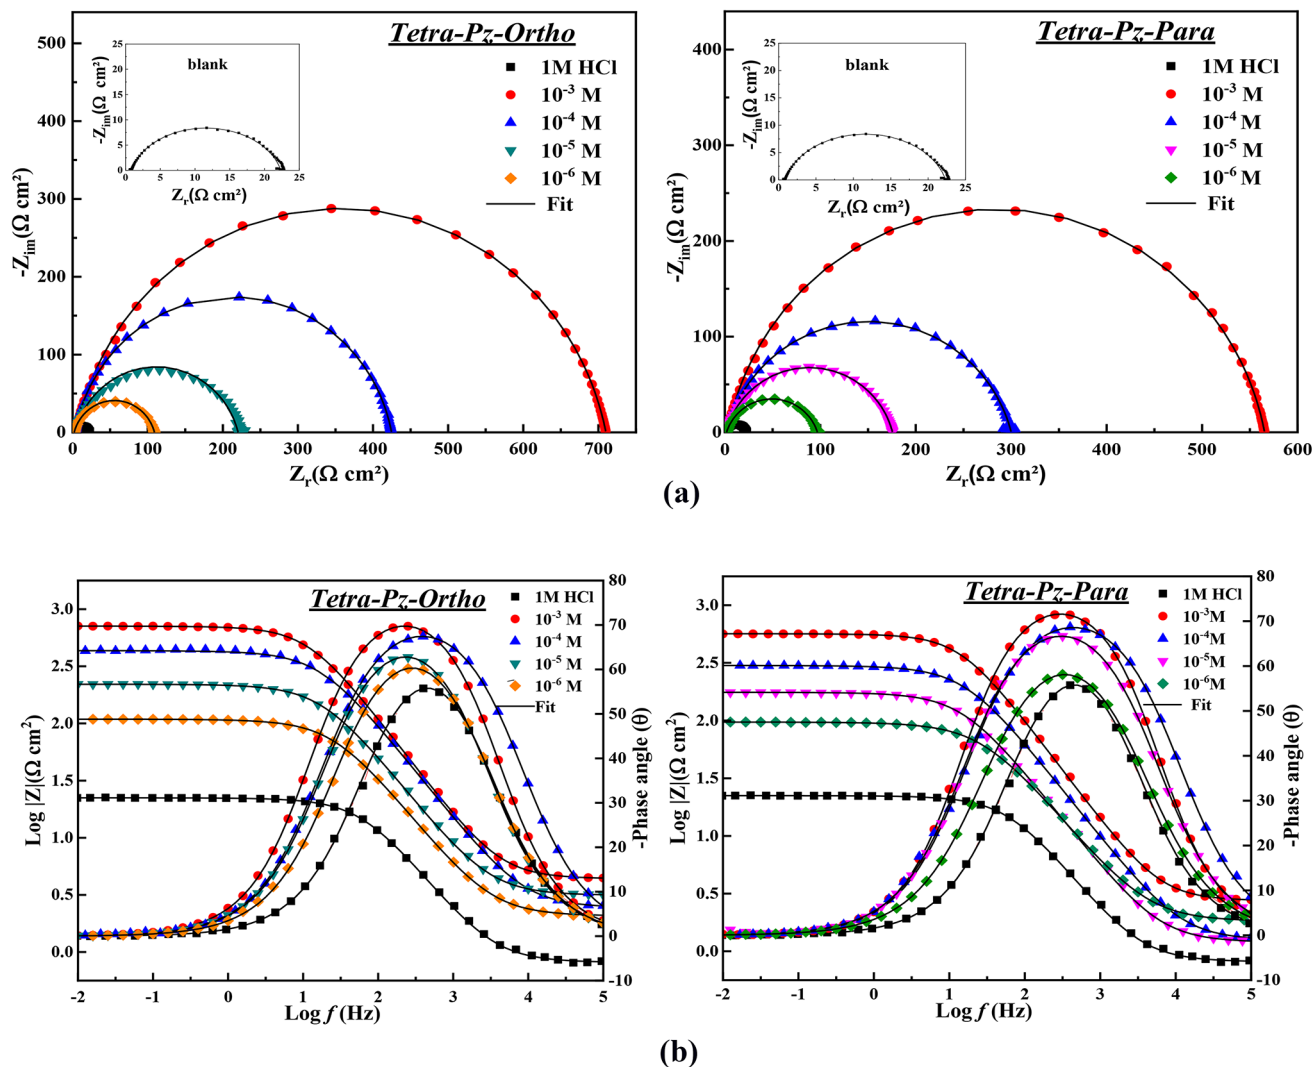 Tetra-Pz-Ortho
1M HCl
10⁻³ M
10⁻⁴ M
10⁻⁵ M
10⁻⁶ M
Fit
-Z_im(Ω cm²)
500
400
300
200
100
0
0 100 200 300 400 500 600 700
Z_r(Ω cm²)
blank
-Z_im(Ω cm²)
25
20
15
10
5
0
0 5 10 15 20 25
Z_r(Ω cm²)
Tetra-Pz-Para
1M HCl
10⁻³ M
10⁻⁴ M
10⁻⁵ M
10⁻⁶ M
Fit
-Z_im(Ω cm²)
400
300
200
100
0
0 100 200 300 400 500 600
Z_r(Ω cm²)
blank
-Z_im(Ω cm²)
25
20
15
10
5
0
0 5 10 15 20 25
Z_r(Ω cm²)
(a)
Tetra-Pz-Ortho
1M HCl
10⁻³ M
10⁻⁴ M
10⁻⁵ M
10⁻⁶ M
Fit
Log |Z|(Ω cm²)
3.0
2.5
2.0
1.5
1.0
0.5
0.0
-2 -1 0 1 2 3 4 5
Log f (Hz)
80
70
60
50
40
30
20
10
0
-10
-Phase angle (θ)
Tetra-Pz-Para
1M HCl
10⁻³M
10⁻⁴M
10⁻⁵M
10⁻⁶M
Fit
Log |Z|(Ω cm²)
3.0
2.5
2.0
1.5
1.0
0.5
0.0
-2 -1 0 1 2 3 4 5
Log f (Hz)
80
70
60
50
40
30
20
10
0
-10
-Phase angle (θ)
(b)